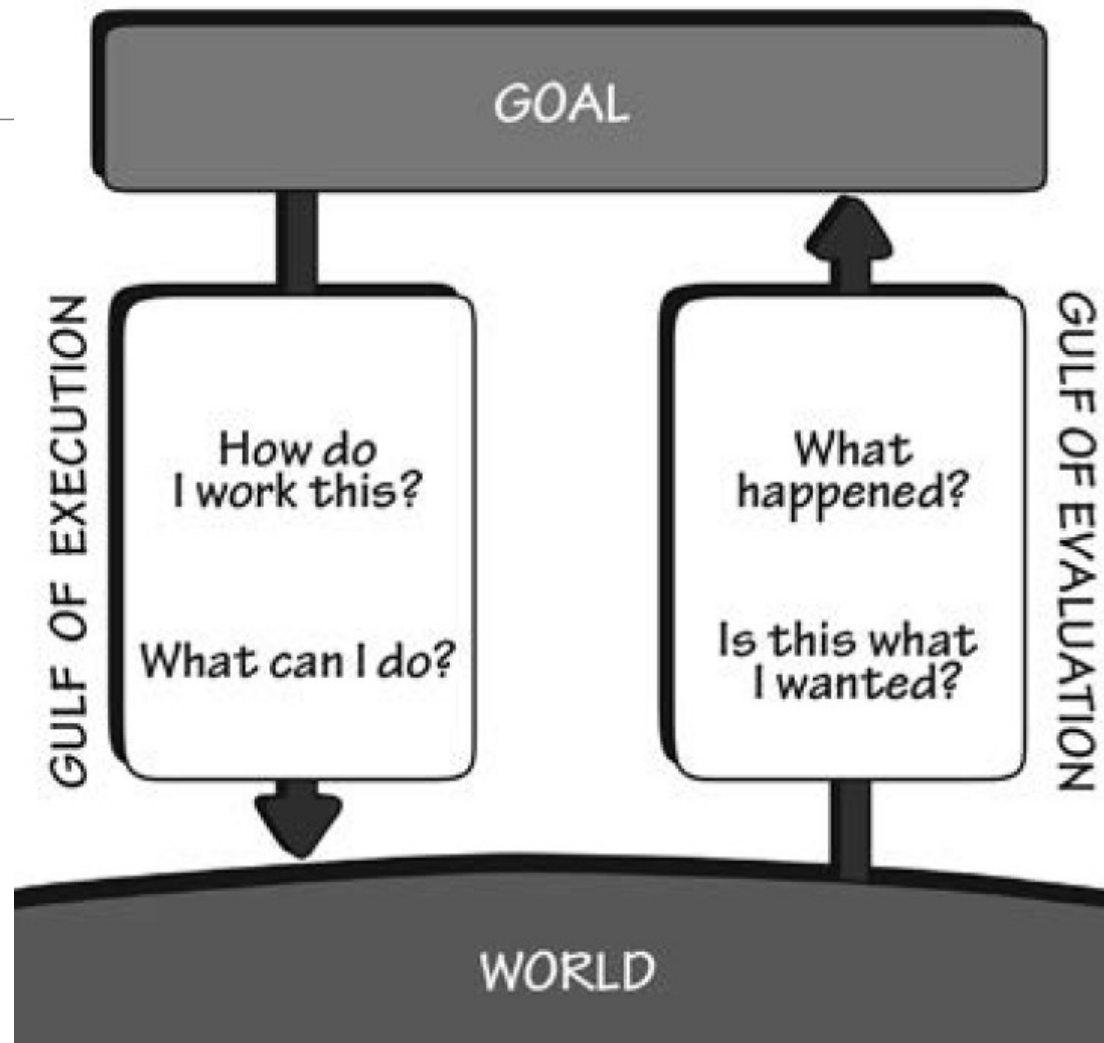 GOAL
GULF OF EXECUTION
How do
I work this?
What can I do?
What
happened?
Is this what
I wanted?
GULF OF EVALUATION
WORLD